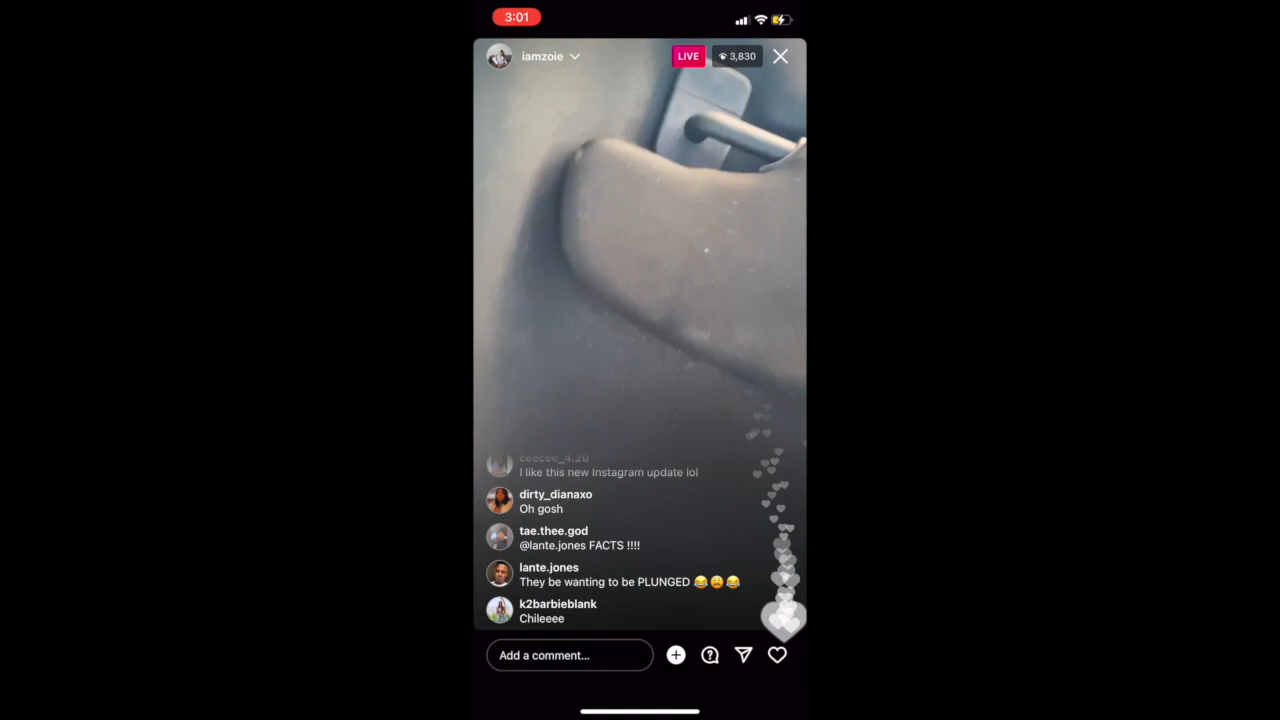 3:01
iamzoie
LIVE
3,830
ceecee_4.20
I like this new Instagram update lol
dirty_dianaxo
Oh gosh
tae.thee.god
@lante.jones FACTS !!!!
lante.jones
They be wanting to be PLUNGED 😂😩😂
k2barbieblank
Chileeee
Add a comment...